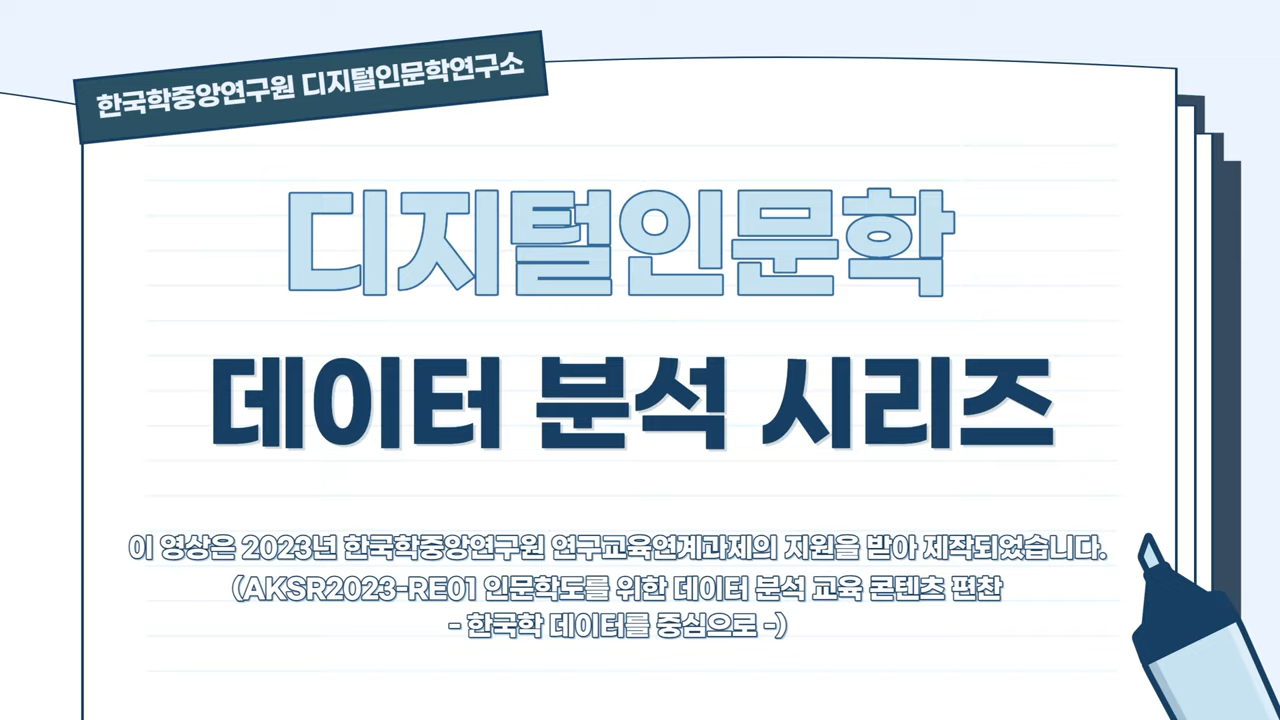 한국학중앙연구원 디지털인문학연구소
디지털인문학
데이터 분석 시리즈
이 영상은 2023년 한국학중앙연구원 연구교육연계과제의 지원을 받아 제작되었습니다.
(AKSR2023-RE01 인문학도를 위한 데이터 분석 교육 콘텐츠 편찬
- 한국학 데이터를 중심으로 -)